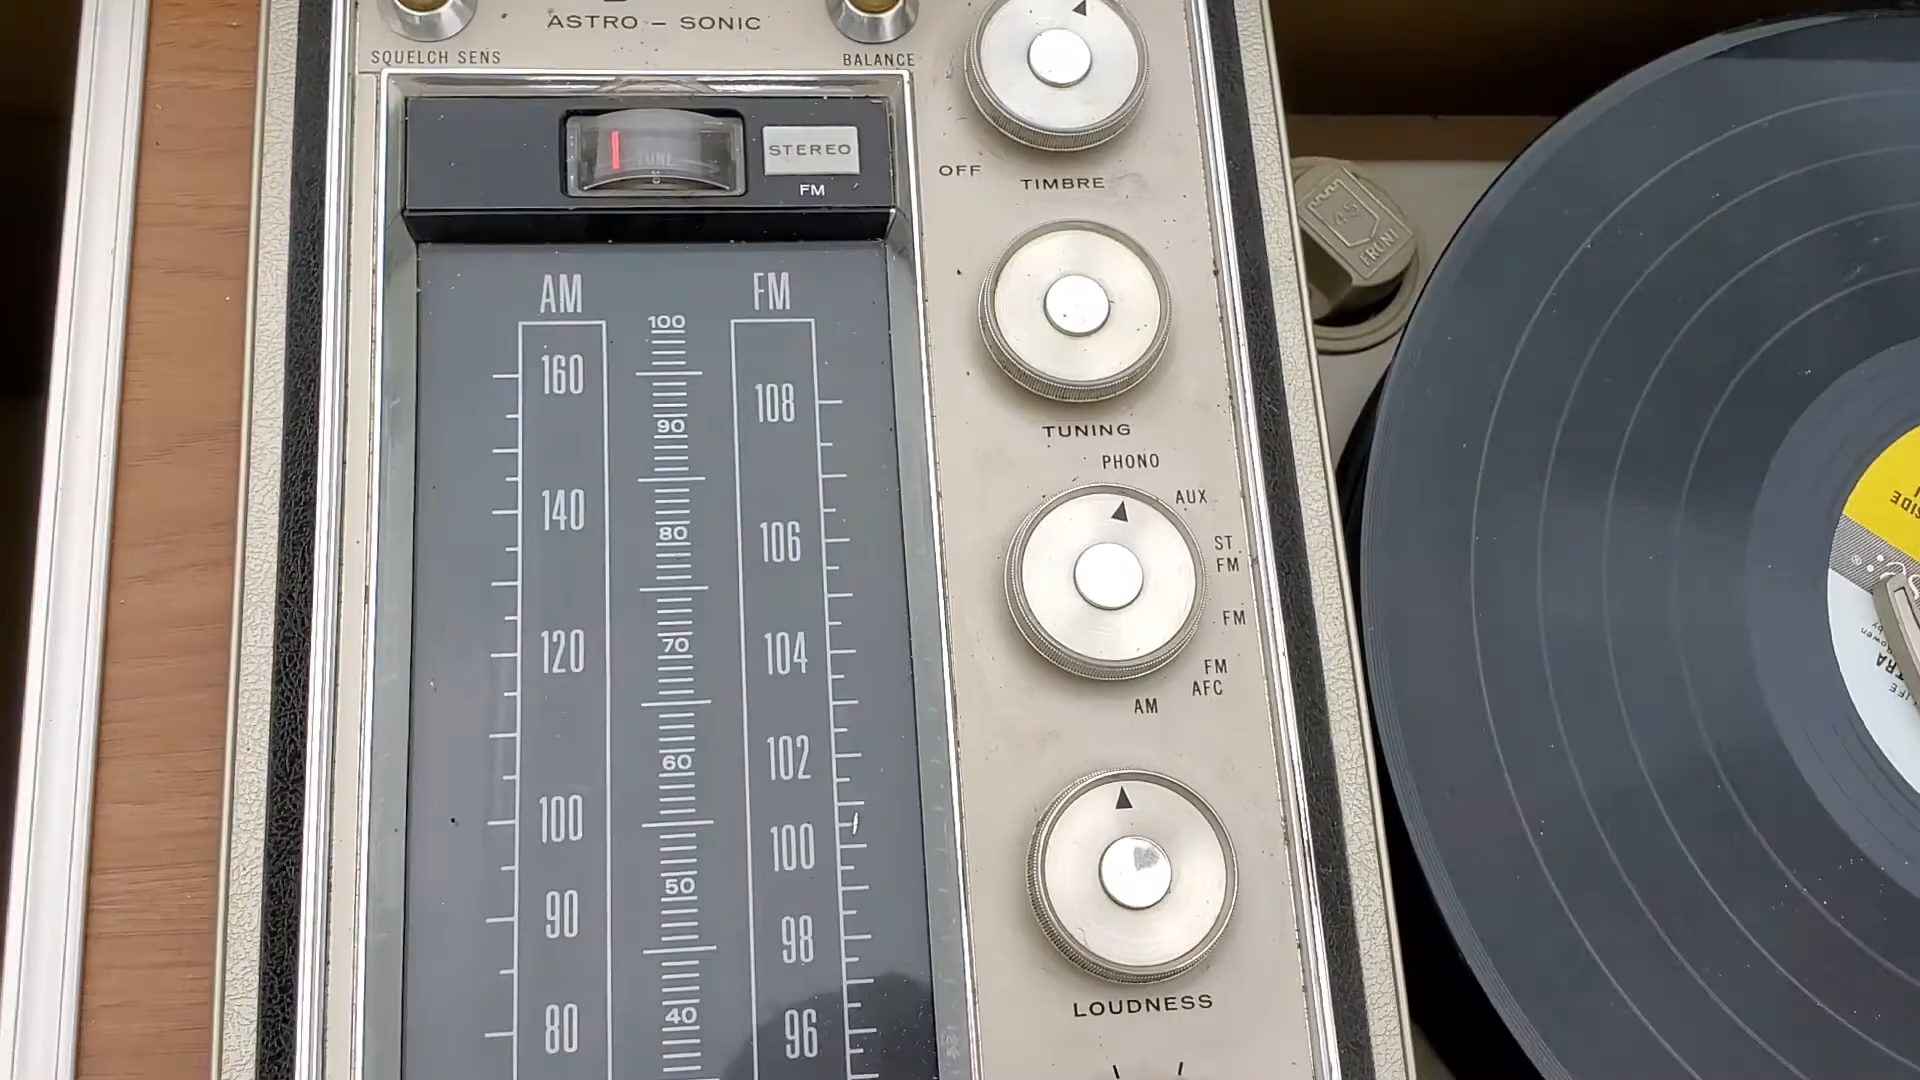 ASTRO – SONIC
SQUELCH SENS
BALANCE
TUNE
STEREO
FM
OFF
TIMBRE
45
FRONT
AM
FM
100
160
108
90
TUNING
PHONO
AUX
140
80
106
ST
FM
FM
120
70
104
FM
AFC
AM
60
102
100
100
50
90
98
LOUDNESS
80
40
96
SIDE
LIFE